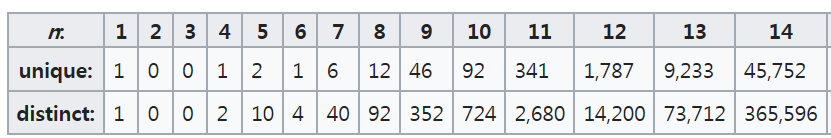 n: 1 2 3 4 5 6 7 8 9 10 11 12 13 14
unique: 1 0 0 1 2 1 6 12 46 92 341 1,787 9,233 45,752
distinct: 1 0 0 2 10 4 40 92 352 724 2,680 14,200 73,712 365,596